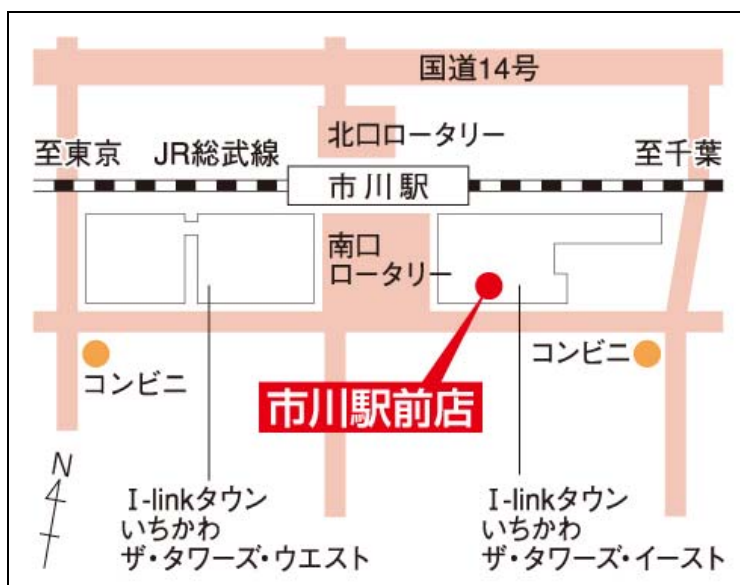 国道14号
北口ロータリー
至東京
JR総武線
至千葉
市川駅
南口
ロータリー
コンビニ
コンビニ
市川駅前店
N
I-linkタウン
いちかわ
ザ・タワーズ・ウエスト
I-linkタウン
いちかわ
ザ・タワーズ・イースト